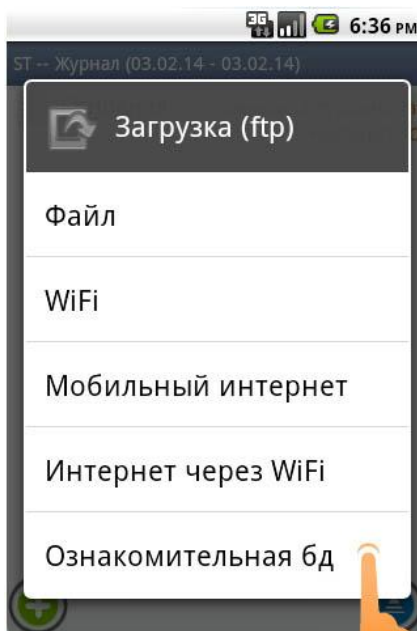 3G 6:36 PM
ST -- Журнал (03.02.14 - 03.02.14)
Загрузка (ftp)
Файл
WiFi
Мобильный интернет
Интернет через WiFi
Ознакомительная бд